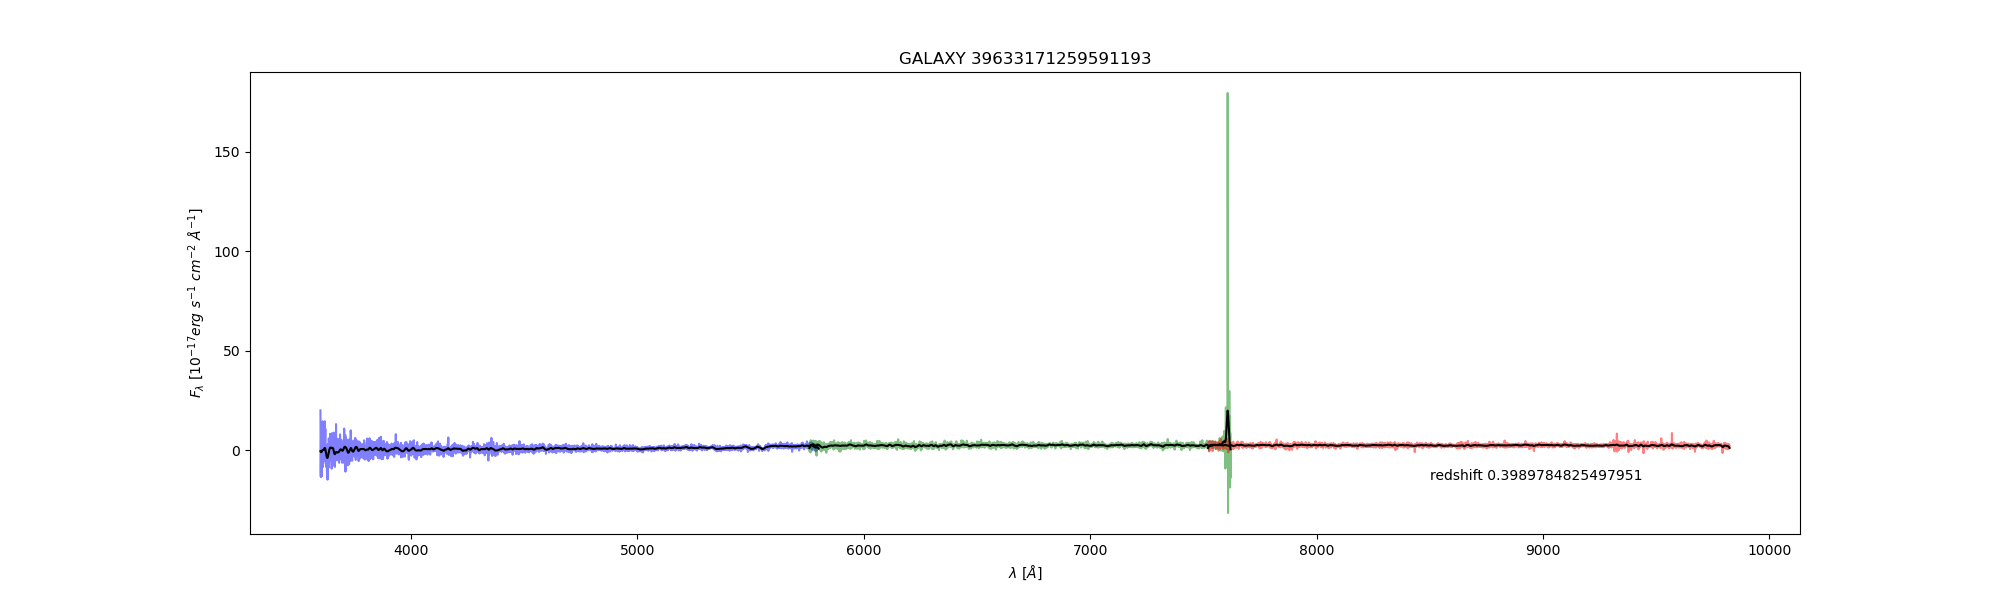 GALAXY 39633171259591193
150
100
50
0
F_λ [10^{-17} erg s^{-1} cm^{-2} Å^{-1}]
redshift 0.3989784825497951
4000 5000 6000 7000 8000 9000 10000
λ [Å]